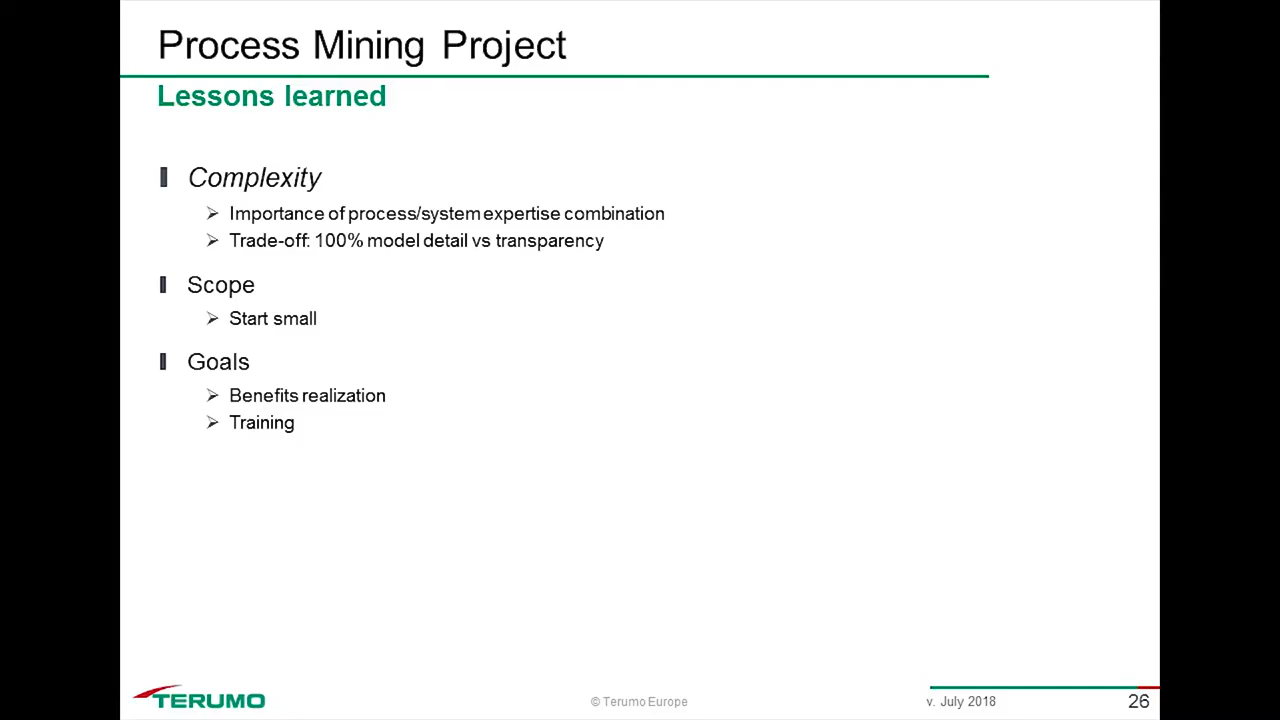 Process Mining Project
Lessons learned
Complexity
Importance of process/system expertise combination
Trade-off: 100% model detail vs transparency
Scope
Start small
Goals
Benefits realization
Training
TERUMO
© Terumo Europe
v. July 2018
26